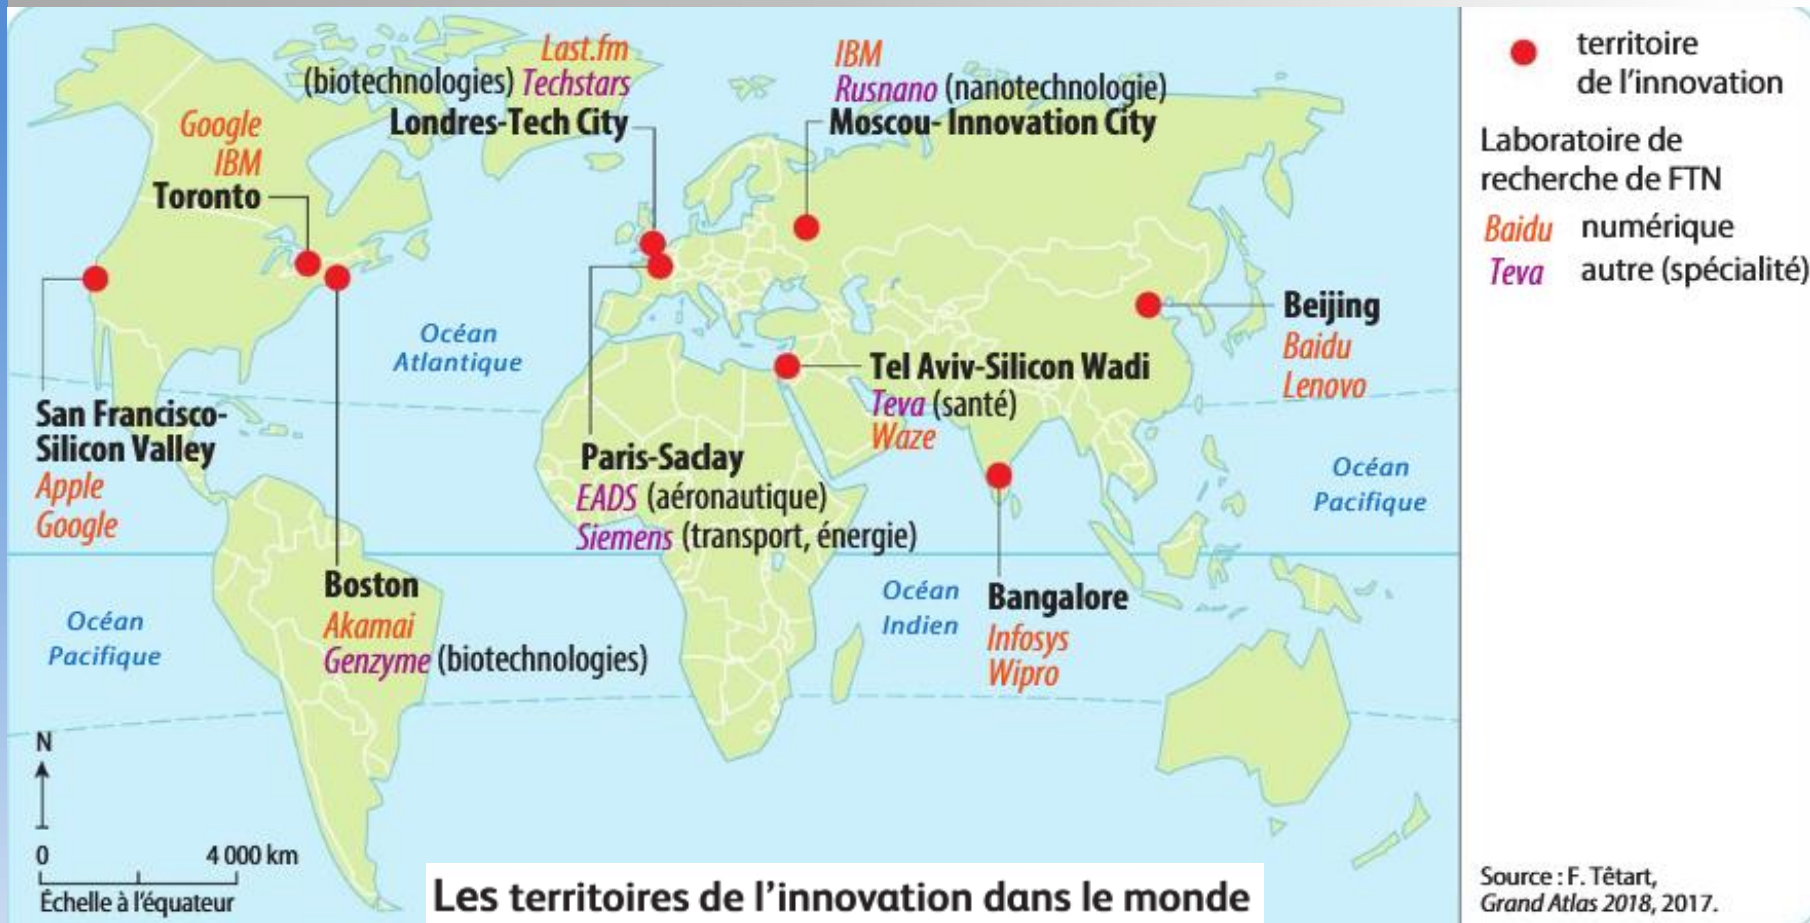 Last.fm
(biotechnologies) Techstars
Londres-Tech City
IBM
Rusnano (nanotechnologie)
Moscou- Innovation City
Google
IBM
Toronto
Océan
Atlantique
Beijing
Baidu
Lenovo
Tel Aviv-Silicon Wadi
Teva (santé)
Waze
San Francisco-
Silicon Valley
Apple
Google
Paris-Saclay
EADS (aéronautique)
Siemens (transport, énergie)
Océan
Pacifique
Boston
Akamai
Genzyme (biotechnologies)
Océan
Indien
Bangalore
Infosys
Wipro
Océan
Pacifique
N
0 4 000 km
Échelle à l'équateur
Les territoires de l'innovation dans le monde
territoire
de l'innovation
Laboratoire de
recherche de FTN
Baidu numérique
Teva autre (spécialité)
Source : F. Têtart,
Grand Atlas 2018, 2017.